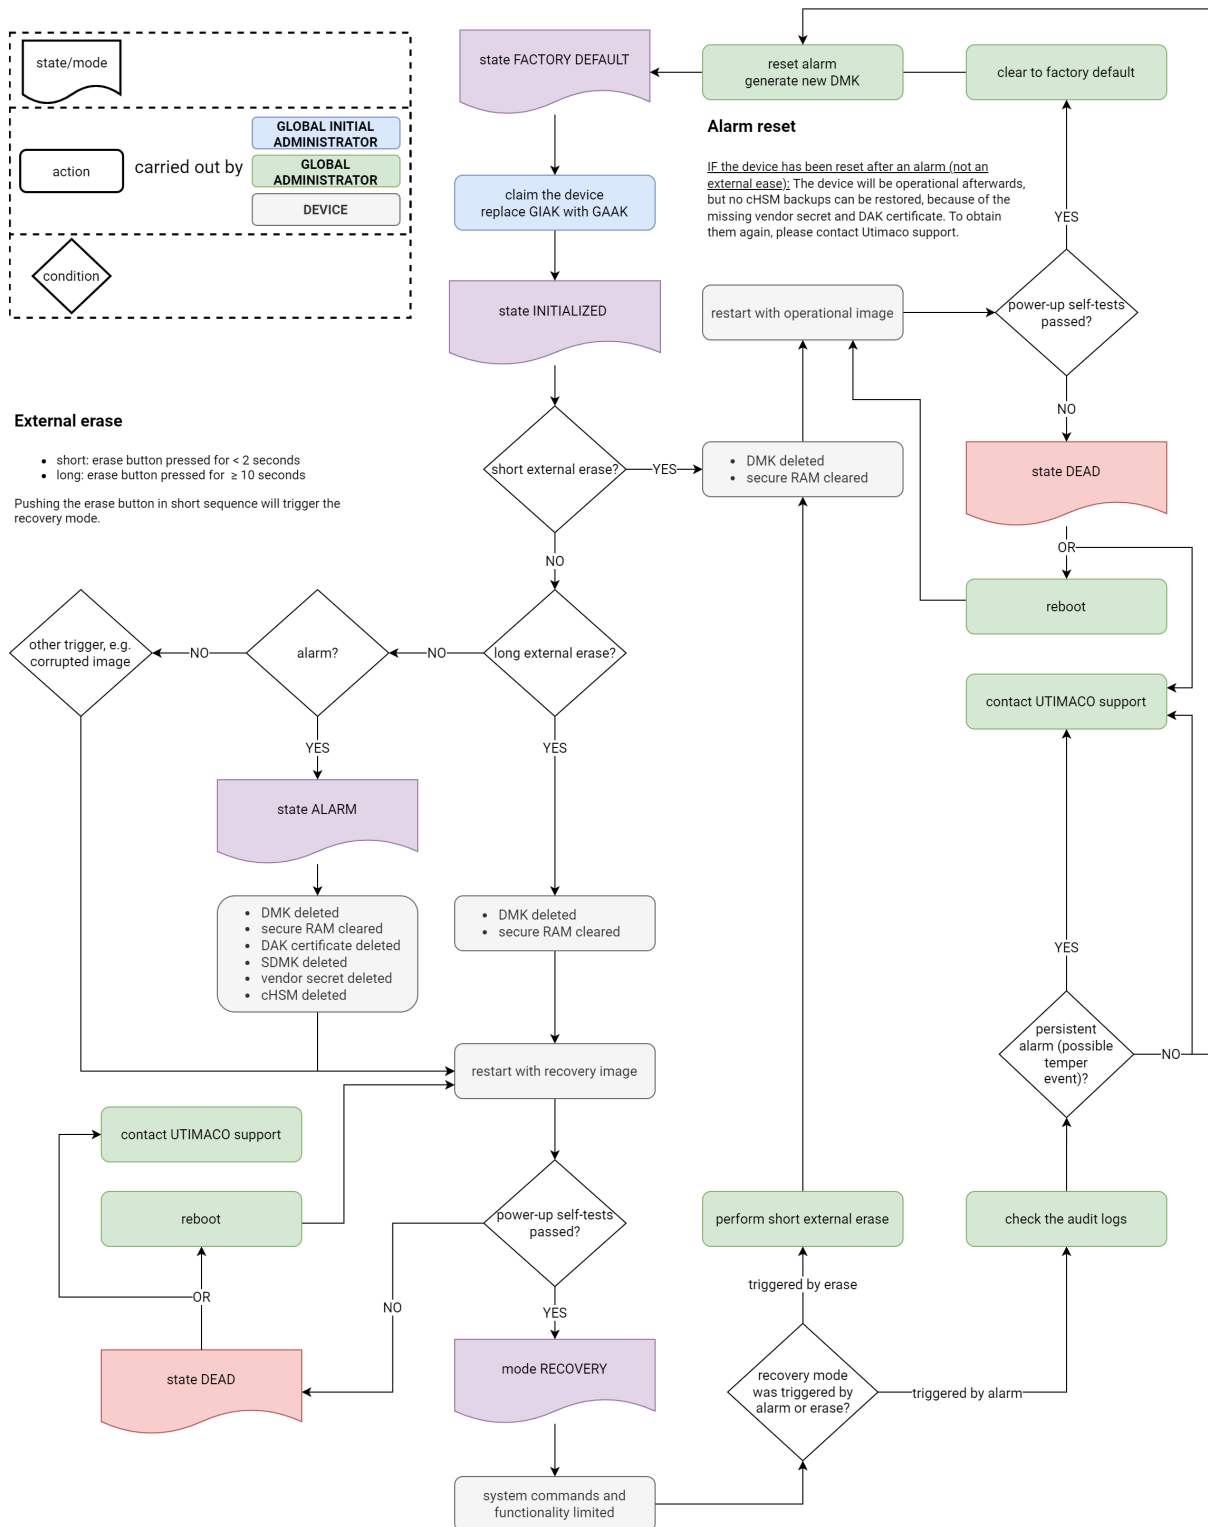 state/mode
action
carried out by
GLOBAL INITIAL
ADMINISTRATOR
GLOBAL
ADMINISTRATOR
DEVICE
condition
state FACTORY DEFAULT
reset alarm
generate new DMK
clear to factory default
Alarm reset
IF the device has been reset after an alarm (not an
external ease): The device will be operational afterwards,
but no cHSM backups can be restored, because of the
missing vendor secret and DAK certificate. To obtain
them again, please contact Utimaco support.
claim the device
replace GIAK with GAAK
YES
state INITIALIZED
restart with operational image
power-up self-tests
passed?
NO
External erase
• short: erase button pressed for < 2 seconds
• long: erase button pressed for ≥ 10 seconds
Pushing the erase button in short sequence will trigger the
recovery mode.
short external erase?
YES
• DMK deleted
• secure RAM cleared
state DEAD
OR
NO
reboot
other trigger, e.g.
corrupted image
NO
alarm?
NO
long external erase?
contact UTIMACO support
YES
YES
state ALARM
• DMK deleted
• secure RAM cleared
• DAK certificate deleted
• SDMK deleted
• vendor secret deleted
• cHSM deleted
• DMK deleted
• secure RAM cleared
YES
persistent
alarm (possible
temper
event)?
NO
restart with recovery image
contact UTIMACO support
reboot
power-up self-tests
passed?
perform short external erase
check the audit logs
OR
NO
YES
triggered by erase
state DEAD
mode RECOVERY
recovery mode
was triggered by
alarm or erase?
triggered by alarm
system commands and
functionality limited